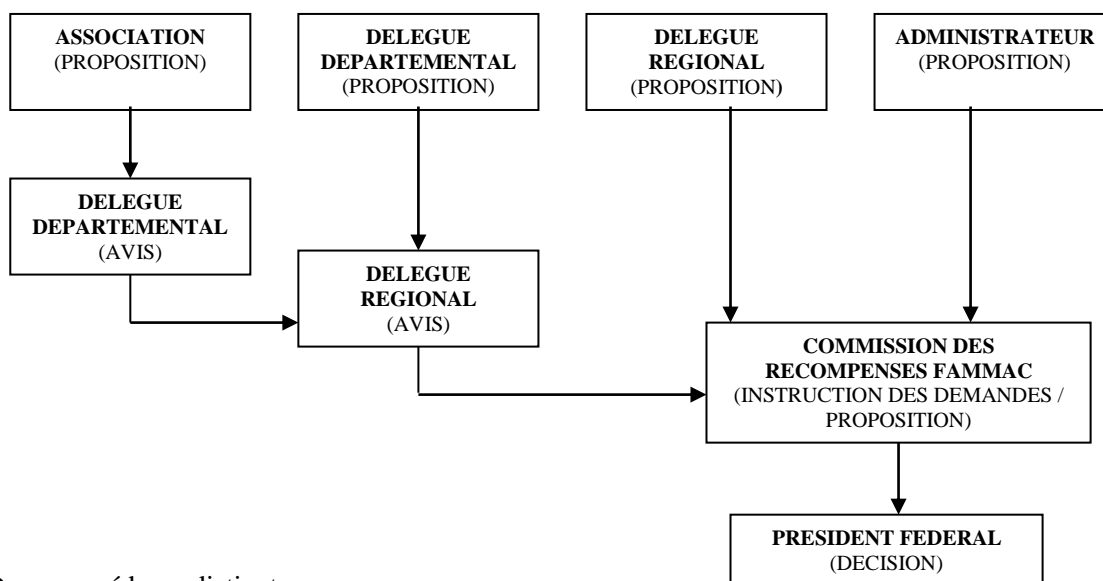 ASSOCIATION
(PROPOSITION)
DELEGUE
DEPARTEMENTAL
(PROPOSITION)
DELEGUE
REGIONAL
(PROPOSITION)
ADMINISTRATEUR
(PROPOSITION)
DELEGUE
DEPARTEMENTAL
(AVIS)
DELEGUE
REGIONAL
(AVIS)
COMMISSION DES
RECOMPENSES FAMMAC
(INSTRUCTION DES DEMANDES /
PROPOSITION)
PRESIDENT FEDERAL
(DECISION)